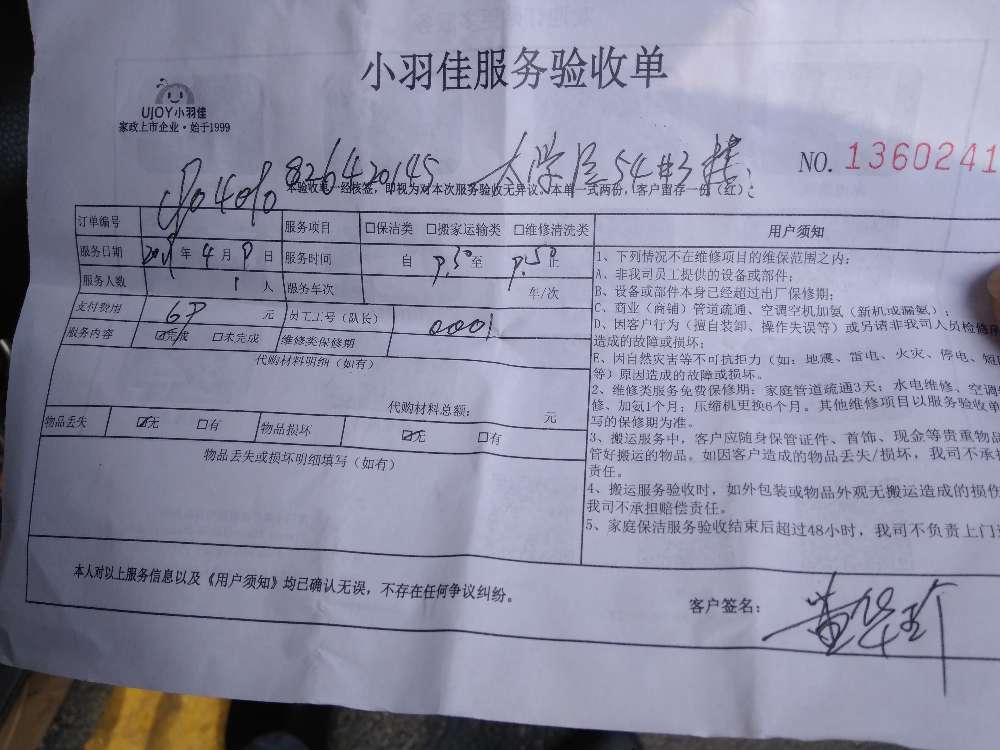 小羽佳服务验收单
UJOY小羽佳
家政上市企业·始于1999
826420145
54#3楼
NO. 1360241
本验收单一经核签，即视为对本次服务验收无异议、本单一式两份，客户留存一份（红）；
订单编号 服务项目 □保洁类 □搬家运输类 □维修清洗类
服务日期 年 4 月 9 日 服务时间 自 9.30 至 9.50 止
服务人数 1 人 服务车次 年/次
支付费用 元 员工工号（队长） 0001
服务内容 ☑完成 □未完成 维修类保修期
代购材料明细（如有）
代购材料总额： 元
物品丢失 ☑无 □有 物品损坏 ☑无 □有
物品丢失或损坏明细填写（如有）
用户须知
1、下列情况不在维修项目的维保范围之内：
A、非我司员工提供的设备或部件；
B、设备或部件本身已经超过出厂保修期；
C、商业（商铺）管道疏通、空调空机加氨（新机或漏氨）；
D、因客户行为（擅自装卸、操作失误等）或另请非我司人员检修
造成的故障或损坏；
E、因自然灾害等不可抗拒力（如：地震、雷电、火灾、停电、短
等）原因造成的故障或损坏。
2、维修类服务免费保修期：家庭管道疏通3天；水电维修、空调
修、加氨1个月；压缩机更换6个月。其他维修项目以服务验收单
写的保修期为准。
3、搬运服务中，客户应随身保管证件、首饰、现金等贵重物品
管好搬运的物品。如因客户造成的物品丢失/损坏，我司不承
责任。
4、搬运服务验收时，如外包装或物品外观无搬运造成的损伤
我司不承担赔偿责任。
5、家庭保洁服务验收结束后超过48小时，我司不负责上门
本人对以上服务信息以及《用户须知》均已确认无误，不存在任何争议纠纷。
客户签名：